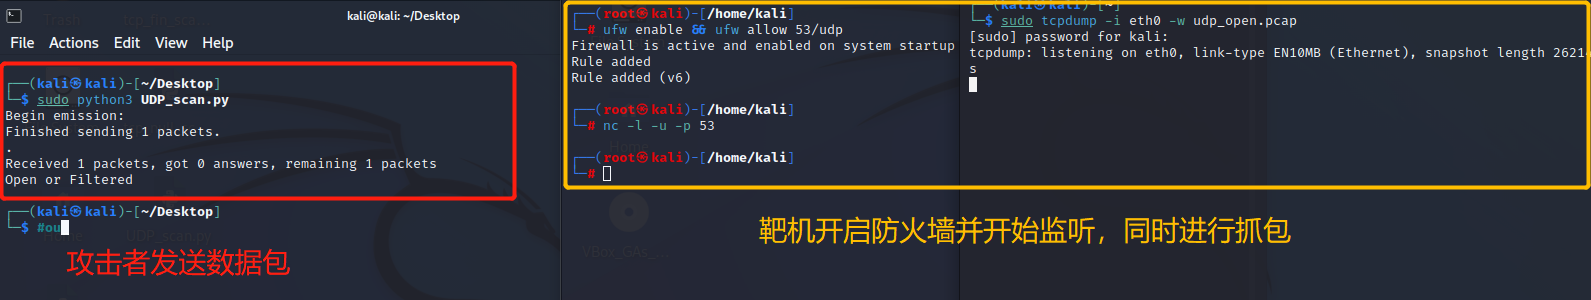 kali@kali: ~/Desktop
File Actions Edit View Help
┌──(kali㉿kali)-[~/Desktop]
└─$ sudo python3 UDP_scan.py
Begin emission:
Finished sending 1 packets.
.
Received 1 packets, got 0 answers, remaining 1 packets
Open or Filtered
┌──(kali㉿kali)-[~/Desktop]
└─$ #ou
攻击者发送数据包
┌──(root㉿kali)-[/home/kali]
└─# ufw enable && ufw allow 53/udp
Firewall is active and enabled on system startup
Rule added
Rule added (v6)
┌──(root㉿kali)-[/home/kali]
└─# nc -l -u -p 53
┌──(root㉿kali)-[/home/kali]
└─#
└─$ sudo tcpdump -i eth0 -w udp_open.pcap
[sudo] password for kali:
tcpdump: listening on eth0, link-type EN10MB (Ethernet), snapshot length 2621
s
靶机开启防火墙并开始监听，同时进行抓包
VBox_GAs_...